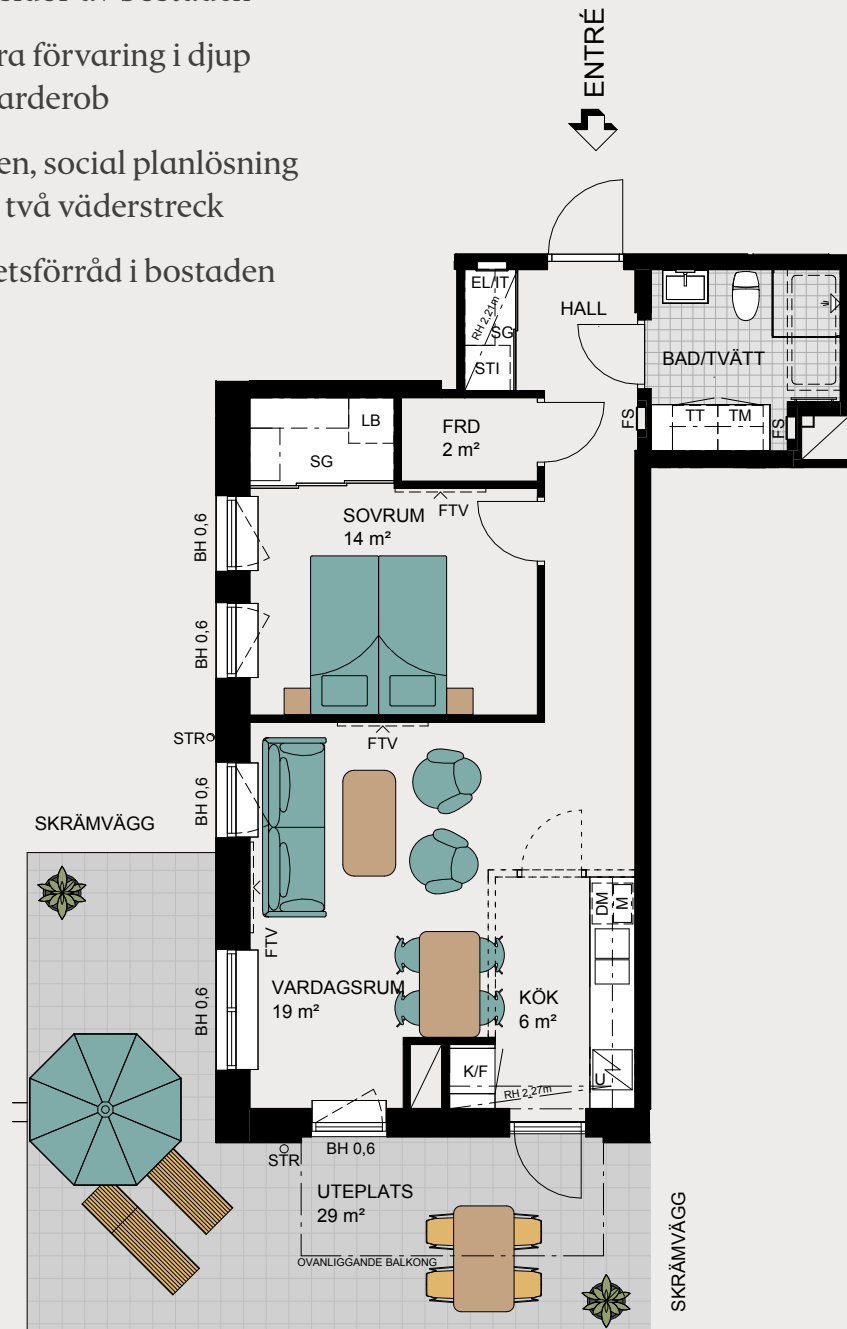 ra förvaring i djup
arderob
en, social planlösning
två väderstreck
etsförråd i bostaden
ENTRÉ
EL/IT
RH 2,21m
SG
STI
HALL
BAD/TVÄTT
TT
TM
FS
FS
LB
SG
FRD
2 m²
FTV
SOVRUM
14 m²
BH 0,6
BH 0,6
STR
FTV
BH 0,6
SKRÄMVÄGG
FTV
DM
M
VARDAGSRUM
19 m²
BH 0,6
KÖK
6 m²
K/F
RH 2,27m
U
BH 0,6
STR
UTEPLATS
29 m²
OVANLIGGANDE BALKONG
SKRÄMVÄGG